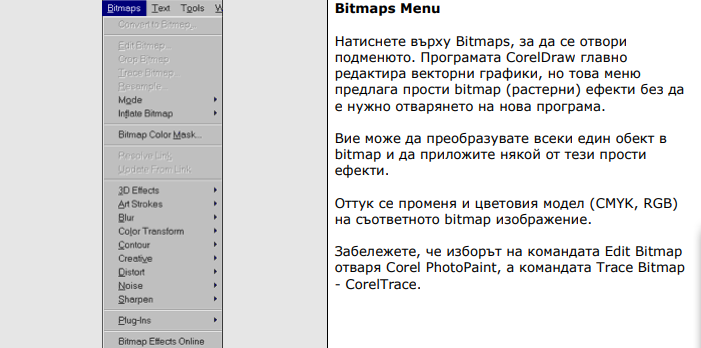 Bitmaps Text Tools
Convert to Bitmap...
Edit Bitmap...
Crop Bitmap
Trace Bitmap...
Resample...
Mode
Inflate Bitmap
Bitmap Color Mask...
Resolve Link
Update From Link
3D Effects
Art Strokes
Blur
Color Transform
Contour
Creative
Distort
Noise
Sharpen
Plug-Ins
Bitmap Effects Online
Bitmaps Menu
Натиснете върху Bitmaps, за да се отвори
подменюто. Програмата CorelDraw главно
редактира векторни графики, но това меню
предлага прости bitmap (растерни) ефекти без да
е нужно отварянето на нова програма.
Вие може да преобразувате всеки един обект в
bitmap и да приложите някой от тези прости
ефекти.
Оттук се променя и цветовия модел (CMYK, RGB)
на съответното bitmap изображение.
Забележете, че изборът на командата Edit Bitmap
отваря Corel PhotoPaint, а командата Trace Bitmap
- CorelTrace.